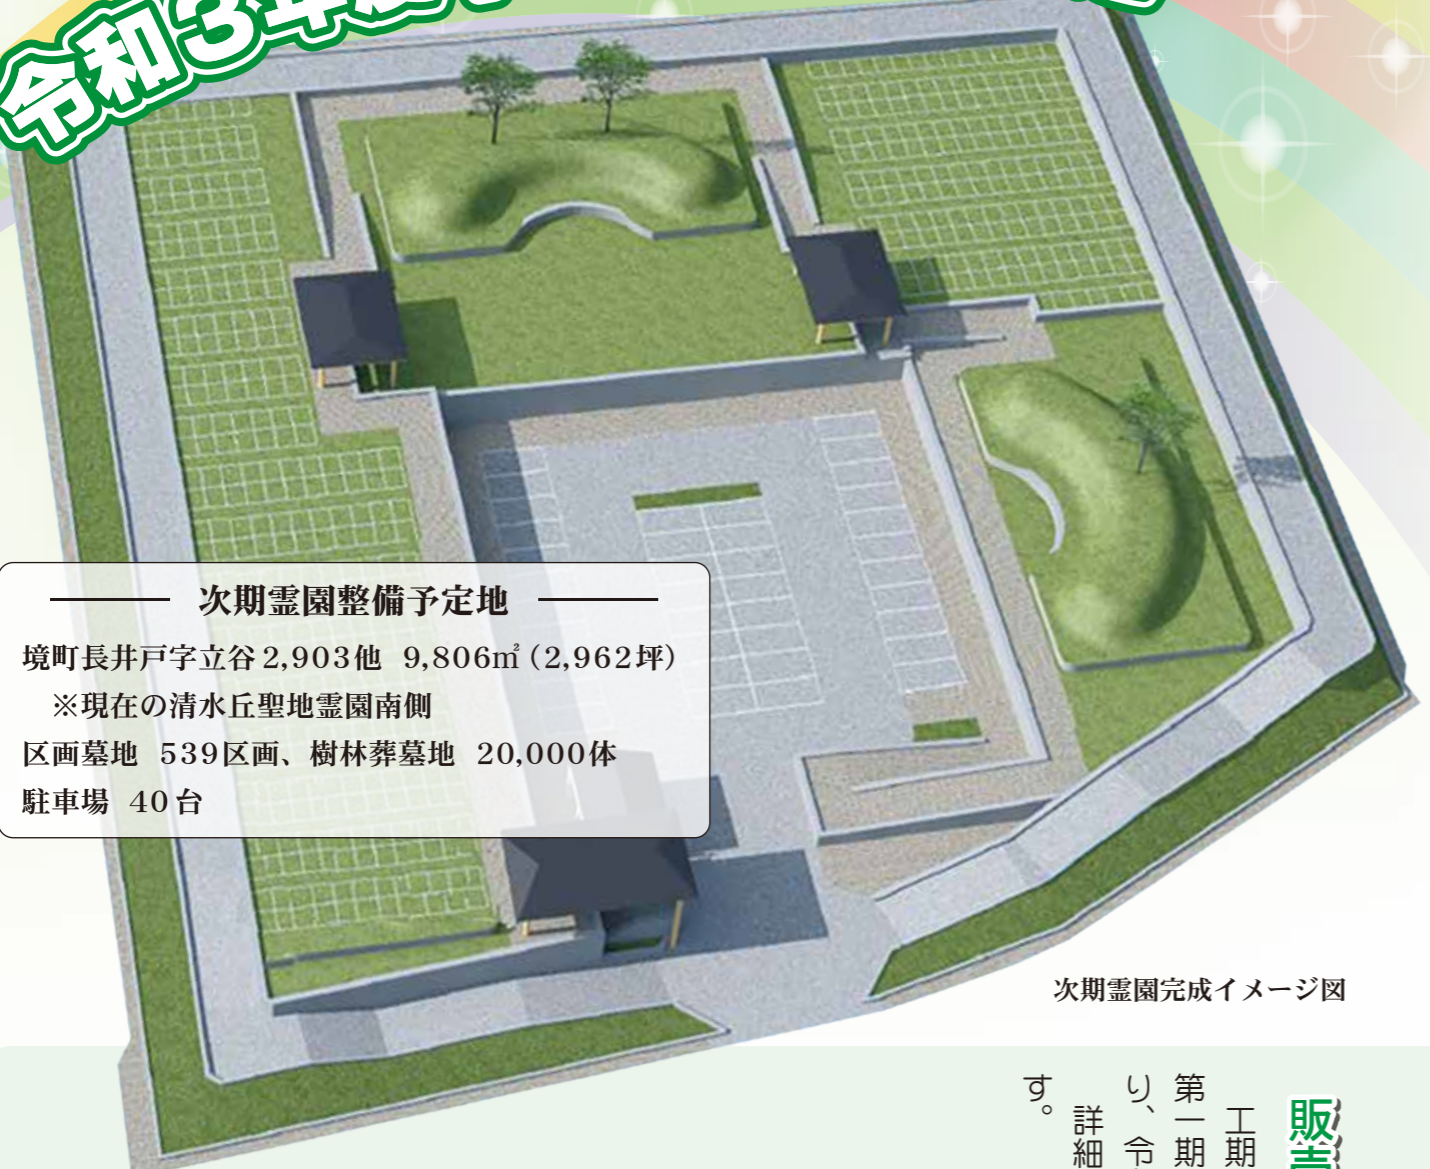 令和3年度
次期霊園整備予定地
境町長井戸字立谷2,903他 9,806㎡(2,962坪)
※現在の清水丘聖地霊園南側
区画墓地 539区画、樹林葬墓地 20,000体
駐車場 40台
次期霊園完成イメージ図
販売
工期
第一期
り、令
詳細
す。